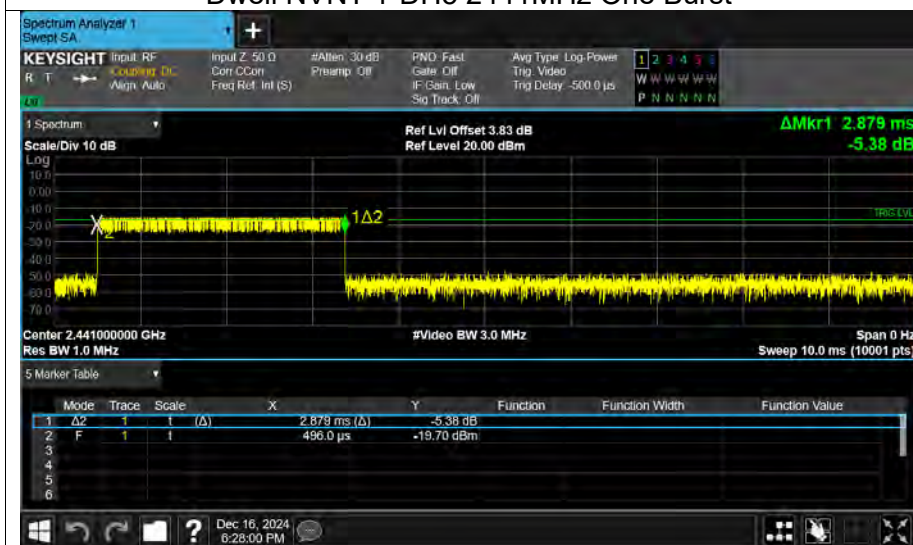 Spectrum Analyzer 1
Swept SA
+
KEYSIGHT Input: RF Input Z: 50 Ω #Atten: 30 dB PNO: Fast Avg Type: Log-Power 1 2 3 4 5 6
R T Coupling: DC Corr CCorr Preamp: Off Gate: Off Trig: Video W W W W W W
Align: Auto Freq Ref: Int (S) IF Gain: Low Trig Delay: -500.0 µs P N N N N N
Sig Track: Off
1 Spectrum ΔMkr1 2.879 ms
Ref Lvl Offset 3.83 dB
Scale/Div 10 dB Ref Level 20.00 dBm -5.38 dB
Log
10.0
0.00
-10.0
1Δ2
TRIG LVL
-20.0
2
-30.0
-40.0
-50.0
-60.0
-70.0
Center 2.441000000 GHz #Video BW 3.0 MHz Span 0 Hz
Res BW 1.0 MHz Sweep 10.0 ms (10001 pts)
5 Marker Table
Mode Trace Scale X Y Function Function Width Function Value
1 Δ2 1 t (Δ) 2.879 ms (Δ) -5.38 dB
2 F 1 t 496.0 µs -19.70 dBm
3
4
5
6
? Dec 16, 2024
6:28:00 PM